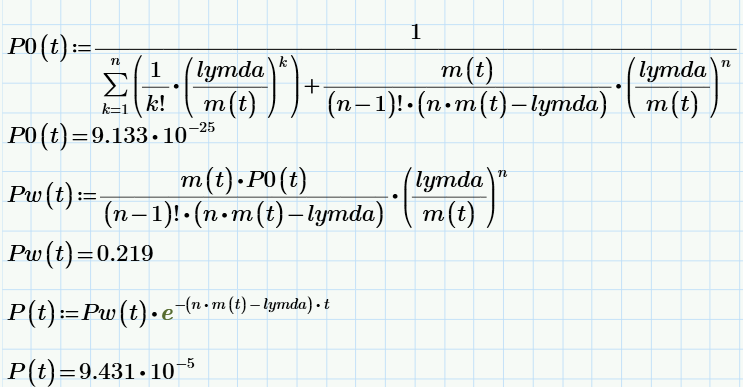 P0(t):=1/(∑_{k=1}^{n}(1/k!·(lymda/m(t))^k)+m(t)/((n-1)!·(n·m(t)-lymda))·(lymda/m(t))^n)
P0(t)=9.133·10^{-25}
Pw(t):=m(t)·P0(t)/((n-1)!·(n·m(t)-lymda))·(lymda/m(t))^n
Pw(t)=0.219
P(t):=Pw(t)·e^{-(n·m(t)-lymda)·t}
P(t)=9.431·10^{-5}